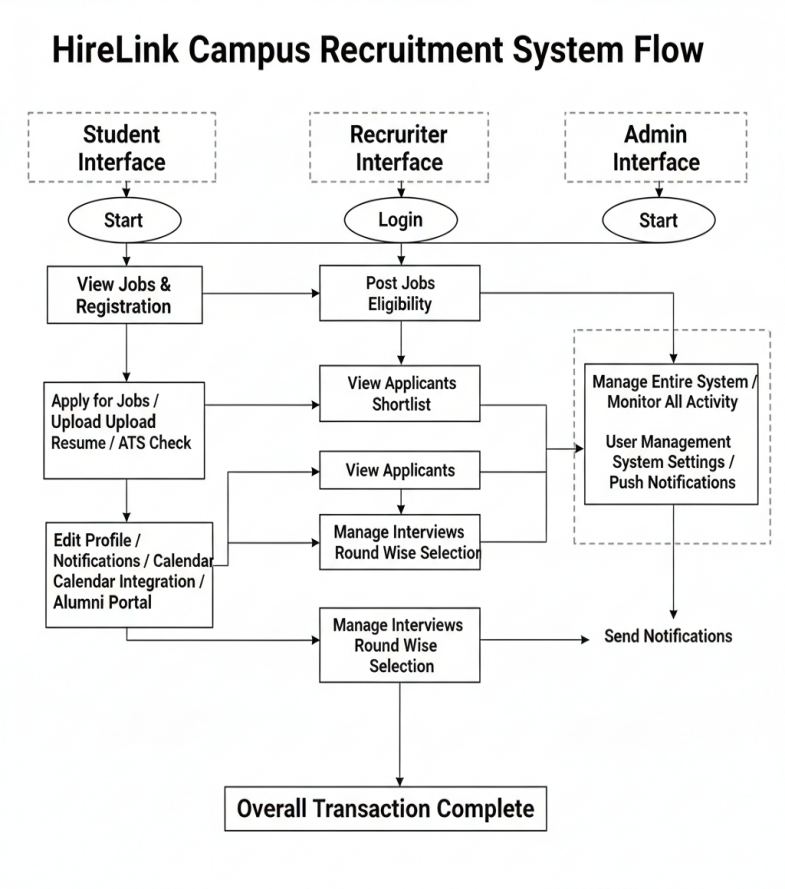 HireLink Campus Recruitment System Flow
Student
Interface
Recruriter
Interface
Admin
Interface
Start
Login
Start
View Jobs &
Registration
Post Jobs
Eligibility
Apply for Jobs /
Upload Upload
Resume / ATS Check
View Applicants
Shortlist
Manage Entire System /
Monitor All Activity
User Management
System Settings /
Push Notifications
View Applicants
Edit Profile /
Notifications / Calendar
Calendar Integration /
Alumni Portal
Manage Interviews
Round Wise Selection
Manage Interviews
Round Wise
Selection
Send Notifications
Overall Transaction Complete